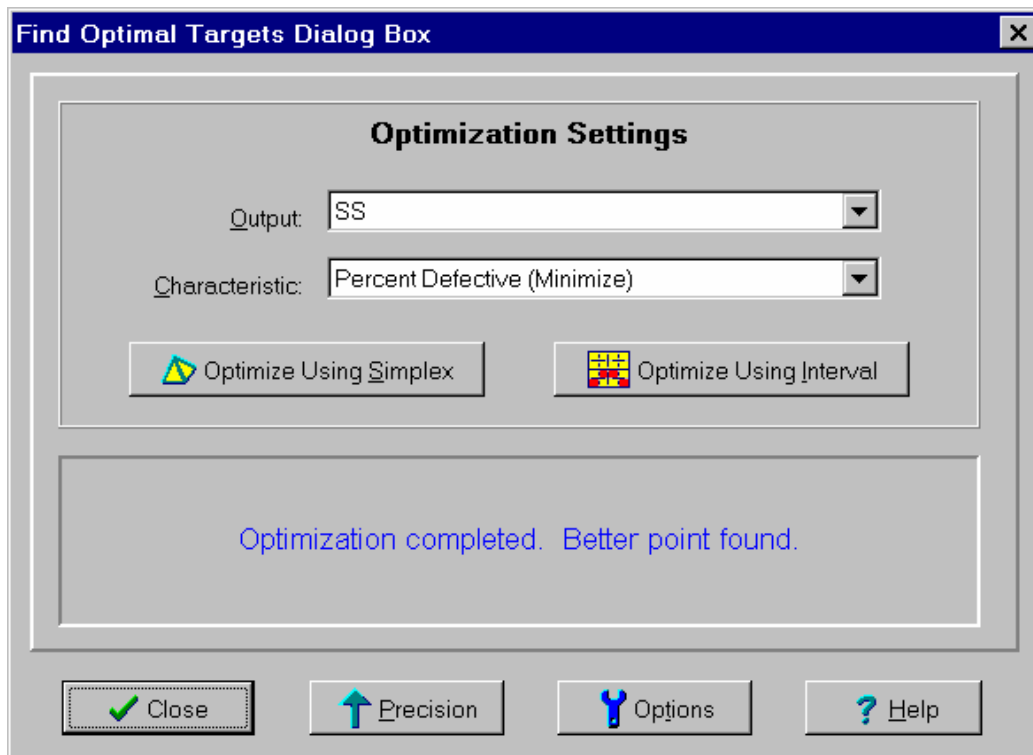 Find Optimal Targets Dialog Box
Optimization Settings
Output: SS
Characteristic: Percent Defective (Minimize)
Optimize Using Simplex
Optimize Using Interval
Optimization completed.  Better point found.
Close
Precision
Options
Help